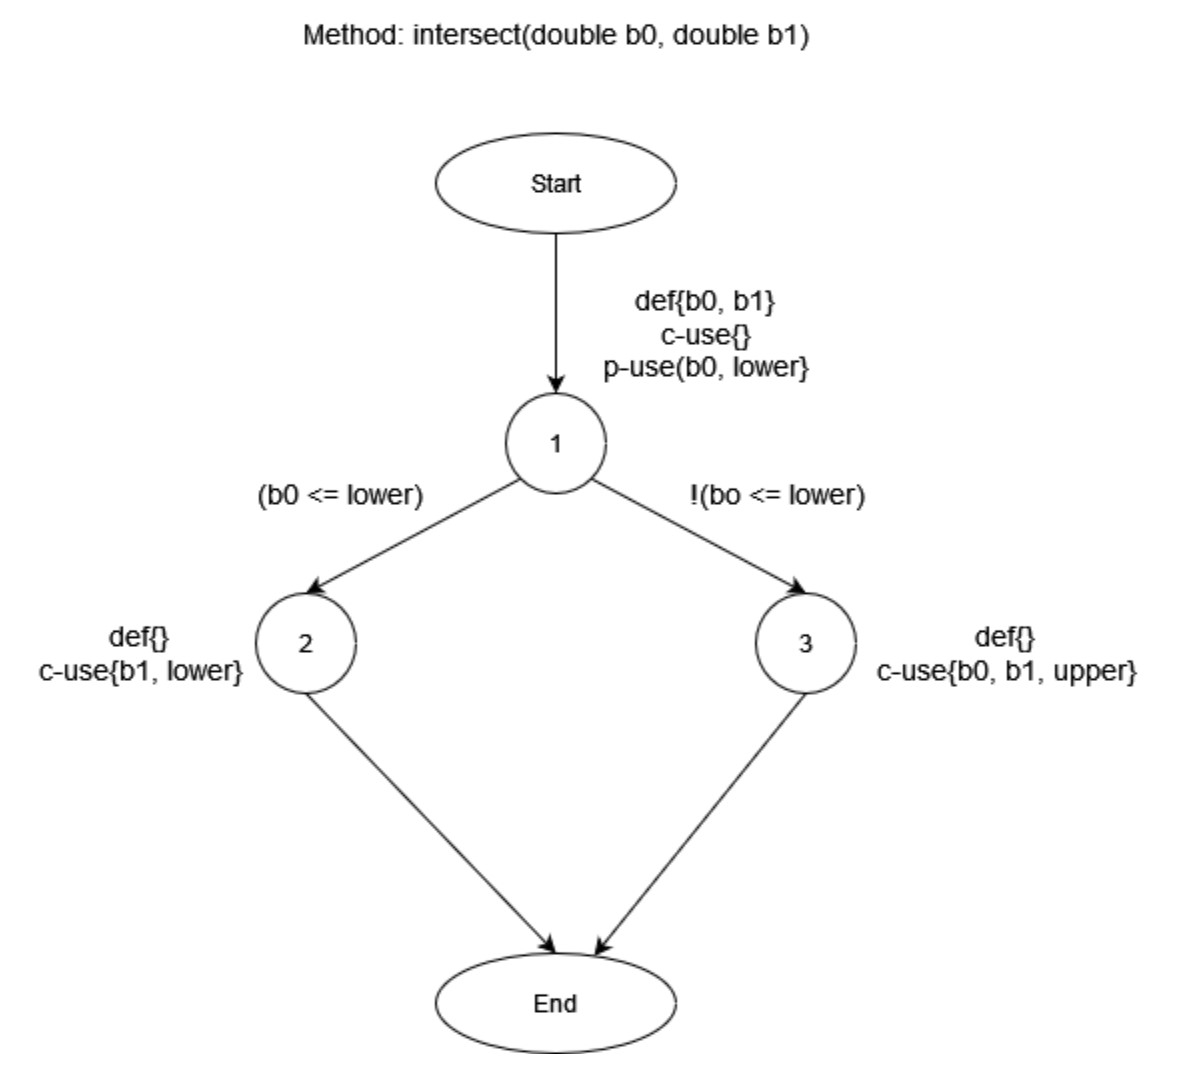 Method: intersect(double b0, double b1)
Start
def{b0, b1}
c-use{}
p-use(b0, lower}
1
(b0 <= lower)
!(bo <= lower)
def{}
c-use{b1, lower}
2
3
def{}
c-use{b0, b1, upper}
End